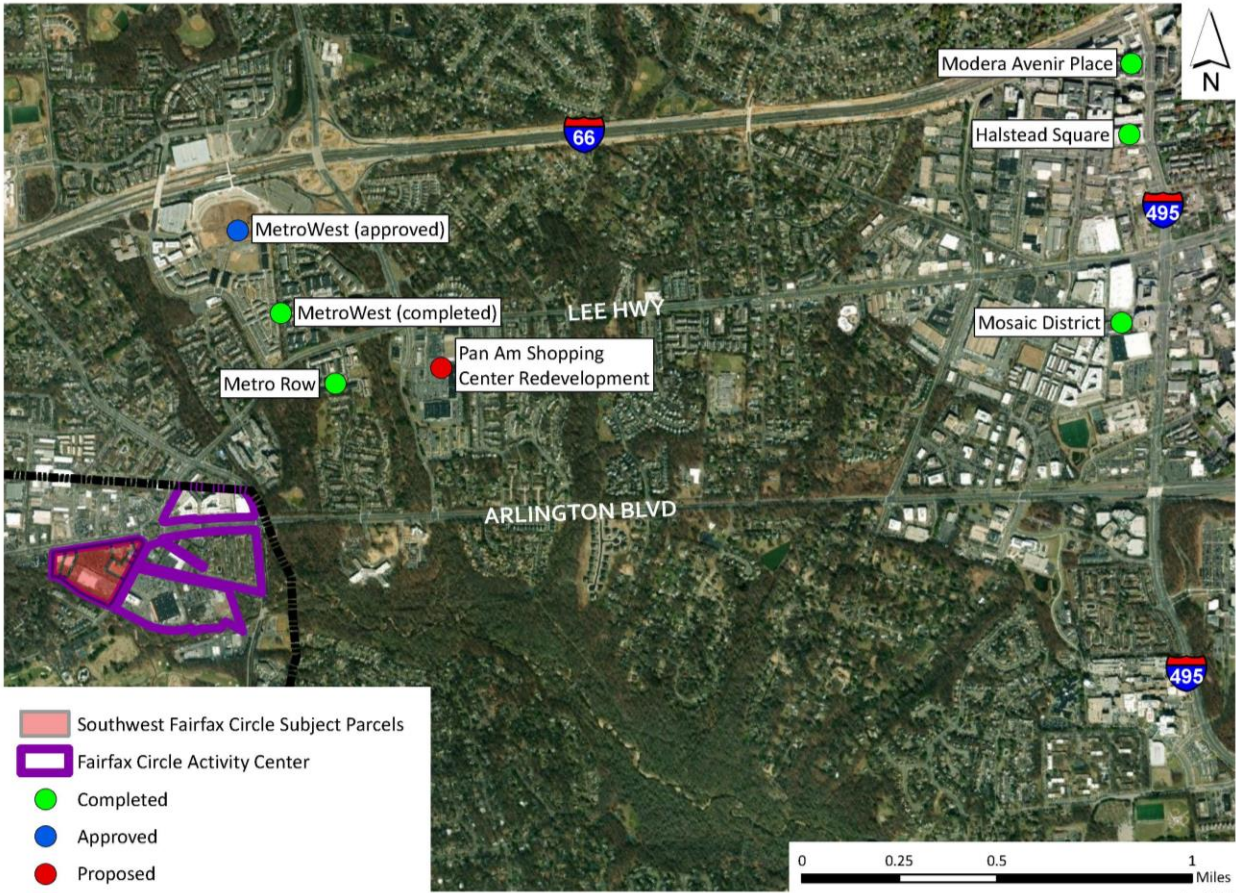 Modera Avenir Place
N
66
Halstead Square
495
MetroWest (approved)
MetroWest (completed)
LEE HWY
Mosaic District
Pan Am Shopping
Center Redevelopment
Metro Row
ARLINGTON BLVD
495
Southwest Fairfax Circle Subject Parcels
Fairfax Circle Activity Center
Completed
Approved
Proposed
0 0.25 0.5 1
Miles